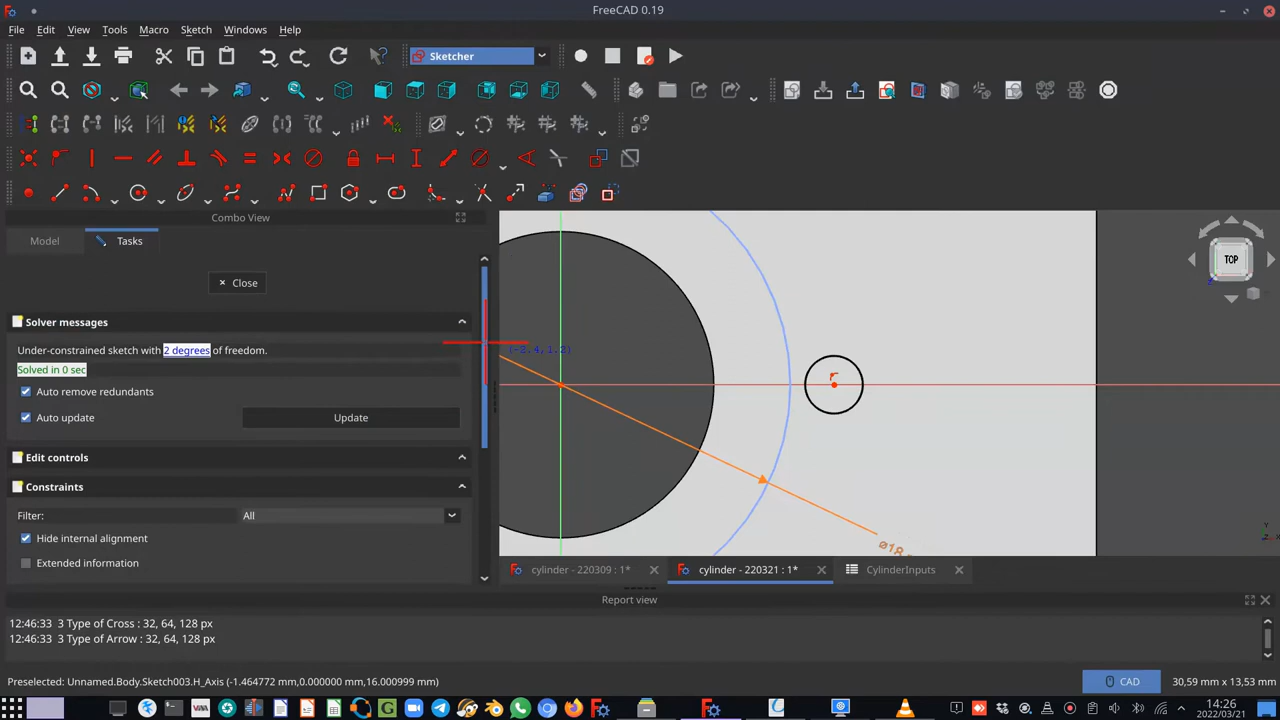 FreeCAD 0.19
File Edit View Tools Macro Sketch Windows Help
Sketcher
Combo View
Model Tasks
Close
Solver messages
Under-constrained sketch with 2 degrees of freedom.
Solved in 0 sec
Auto remove redundants
Auto update Update
Edit controls
Constraints
Filter: All
Hide internal alignment
Extended information
(-2.4,1.2)
TOP
⌀18
cylinder - 220309 : 1* cylinder - 220321 : 1* CylinderInputs
Report view
12:46:33 3 Type of Cross : 32, 64, 128 px
12:46:33 3 Type of Arrow : 32, 64, 128 px
Preselected: Unnamed.Body.Sketch003.H_Axis (-1.464772 mm,0.000000 mm,16.000999 mm)
CAD 30,59 mm x 13,53 mm
14:26
2022/03/21